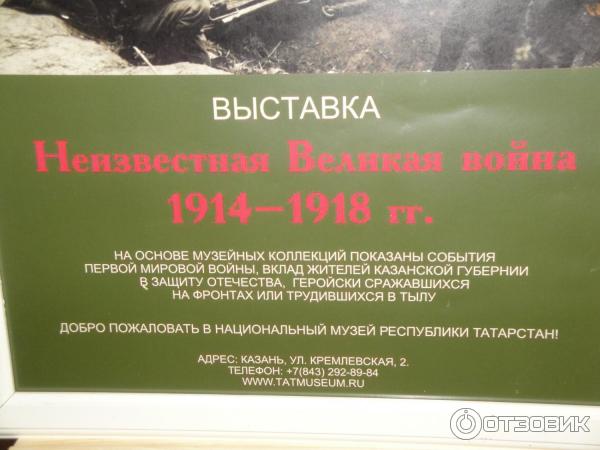 ВЫСТАВКА
Неизвестная Великая война
1914–1918 гг.
НА ОСНОВЕ МУЗЕЙНЫХ КОЛЛЕКЦИЙ ПОКАЗАНЫ СОБЫТИЯ
ПЕРВОЙ МИРОВОЙ ВОЙНЫ, ВКЛАД ЖИТЕЛЕЙ КАЗАНСКОЙ ГУБЕРНИИ
В ЗАЩИТУ ОТЕЧЕСТВА, ГЕРОЙСКИ СРАЖАВШИХСЯ
НА ФРОНТАХ ИЛИ ТРУДИВШИХСЯ В ТЫЛУ
ДОБРО ПОЖАЛОВАТЬ В НАЦИОНАЛЬНЫЙ МУЗЕЙ РЕСПУБЛИКИ ТАТАРСТАН!
АДРЕС: КАЗАНЬ, УЛ. КРЕМЛЕВСКАЯ, 2.
ТЕЛЕФОН: +7(843) 292-89-84
WWW.TATMUSEUM.RU
ОТЗОВИК